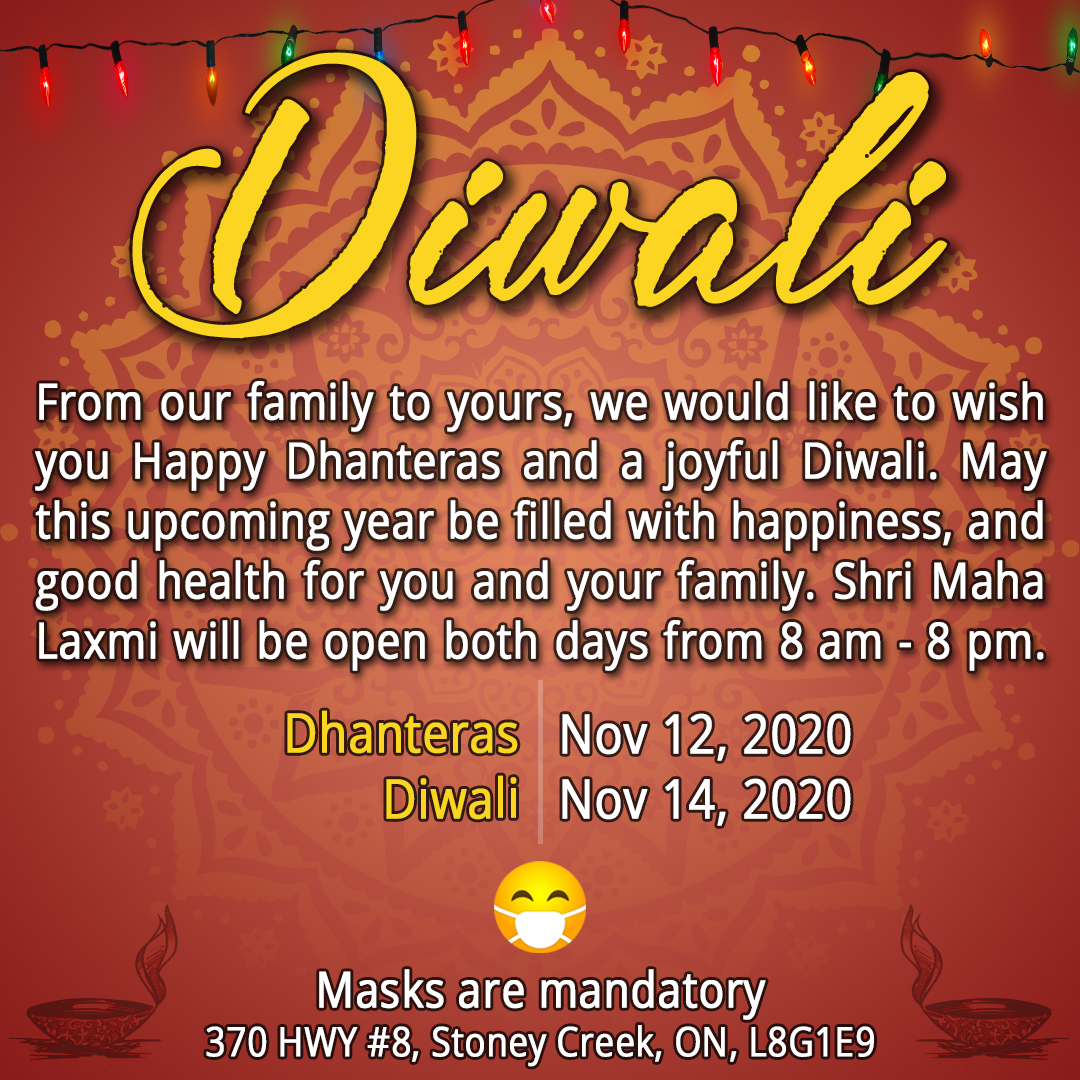 Diwali
From our family to yours, we would like to wish
you Happy Dhanteras and a joyful Diwali. May
this upcoming year be filled with happiness, and
good health for you and your family. Shri Maha
Laxmi will be open both days from 8 am - 8 pm.
Dhanteras Nov 12, 2020
Diwali Nov 14, 2020
Masks are mandatory
370 HWY #8, Stoney Creek, ON, L8G1E9